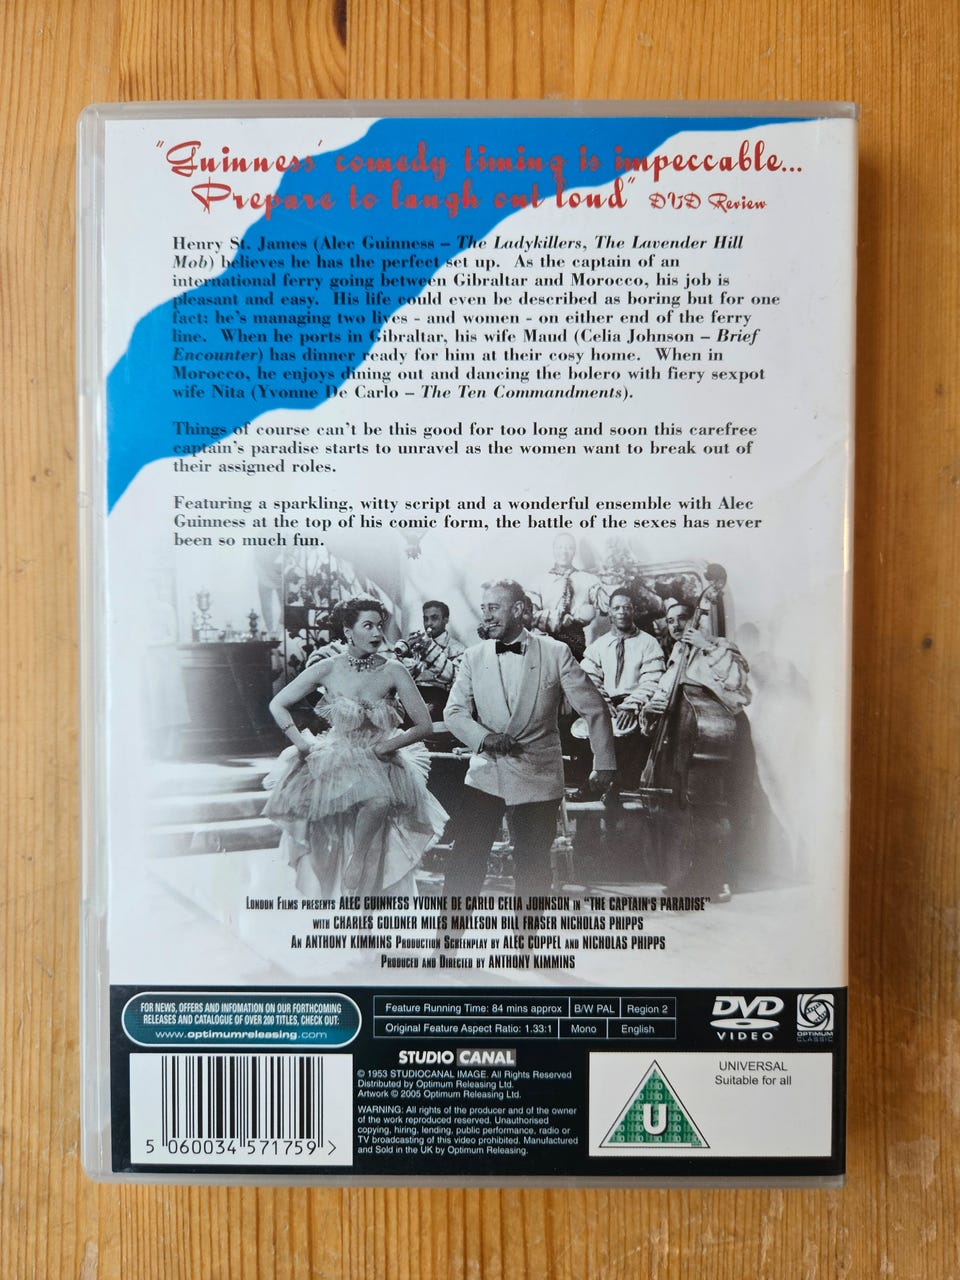 "Guinness' comedy timing is impeccable...
Prepare to laugh out loud" DVD Review
Henry St. James (Alec Guinness – The Ladykillers, The Lavender Hill
Mob) believes he has the perfect set up. As the captain of an
international ferry going between Gibraltar and Morocco, his job is
pleasant and easy. His life could even be described as boring but for one
fact: he's managing two lives - and women - on either end of the ferry
line. When he ports in Gibraltar, his wife Maud (Celia Johnson – Brief
Encounter) has dinner ready for him at their cosy home. When in
Morocco, he enjoys dining out and dancing the bolero with fiery sexpot
wife Nita (Yvonne De Carlo – The Ten Commandments).
Things of course can't be this good for too long and soon this carefree
captain's paradise starts to unravel as the women want to break out of
their assigned roles.
Featuring a sparkling, witty script and a wonderful ensemble with Alec
Guinness at the top of his comic form, the battle of the sexes has never
been so much fun.
London Films presents ALEC GUINNESS YVONNE DE CARLO CELIA JOHNSON in "THE CAPTAIN'S PARADISE"
with CHARLES GOLDNER MILES MALLESON BILL FRASER NICHOLAS PHIPPS
An ANTHONY KIMMINS Production Screenplay by ALEC COPPEL and NICHOLAS PHIPPS
Produced and Directed by ANTHONY KIMMINS
FOR NEWS, OFFERS AND INFOMATION ON OUR FORTHCOMING
RELEASES AND CATALOGUE OF OVER 200 TITLES, CHECK OUT:
www.optimumreleasing.com
Feature Running Time: 84 mins approx B/W PAL Region 2
Original Feature Aspect Ratio: 1.33:1 Mono English
DVD
VIDEO
OPTIMUM
CLASSIC
STUDIO CANAL
© 1953 STUDIOCANAL IMAGE. All Rights Reserved
Distributed by Optimum Releasing Ltd.
Artwork © 2005 Optimum Releasing Ltd.
WARNING: All rights of the producer and of the owner
of the work reproduced reserved. Unauthorised
copying, hiring, lending, public performance, radio or
TV broadcasting of this video prohibited. Manufactured
and Sold in the UK by Optimum Releasing.
5 060034 571759 >
U
UNIVERSAL
Suitable for all